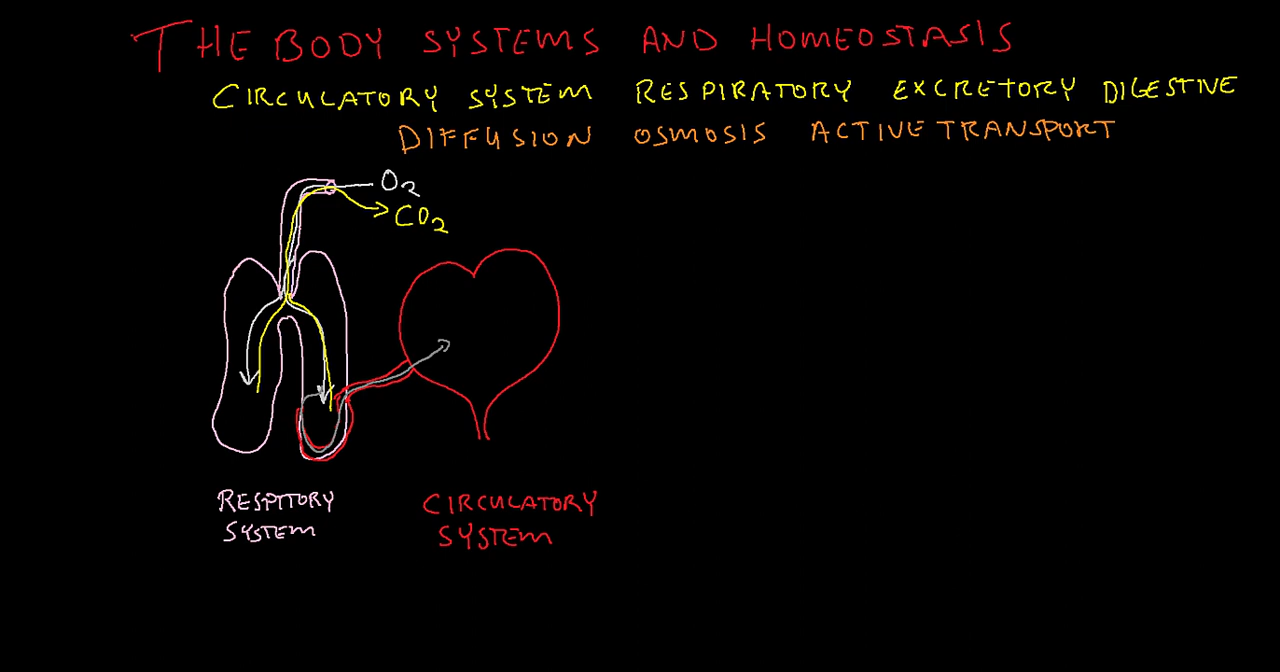 THE BODY SYSTEMS AND HOMEOSTASIS
CIRCULATORY SYSTEM RESPIRATORY EXCRETORY DIGESTIVE
DIFFUSION OSMOSIS ACTIVE TRANSPORT
O2
CO2
RESPITORY CIRCULATORY
SYSTEM SYSTEM